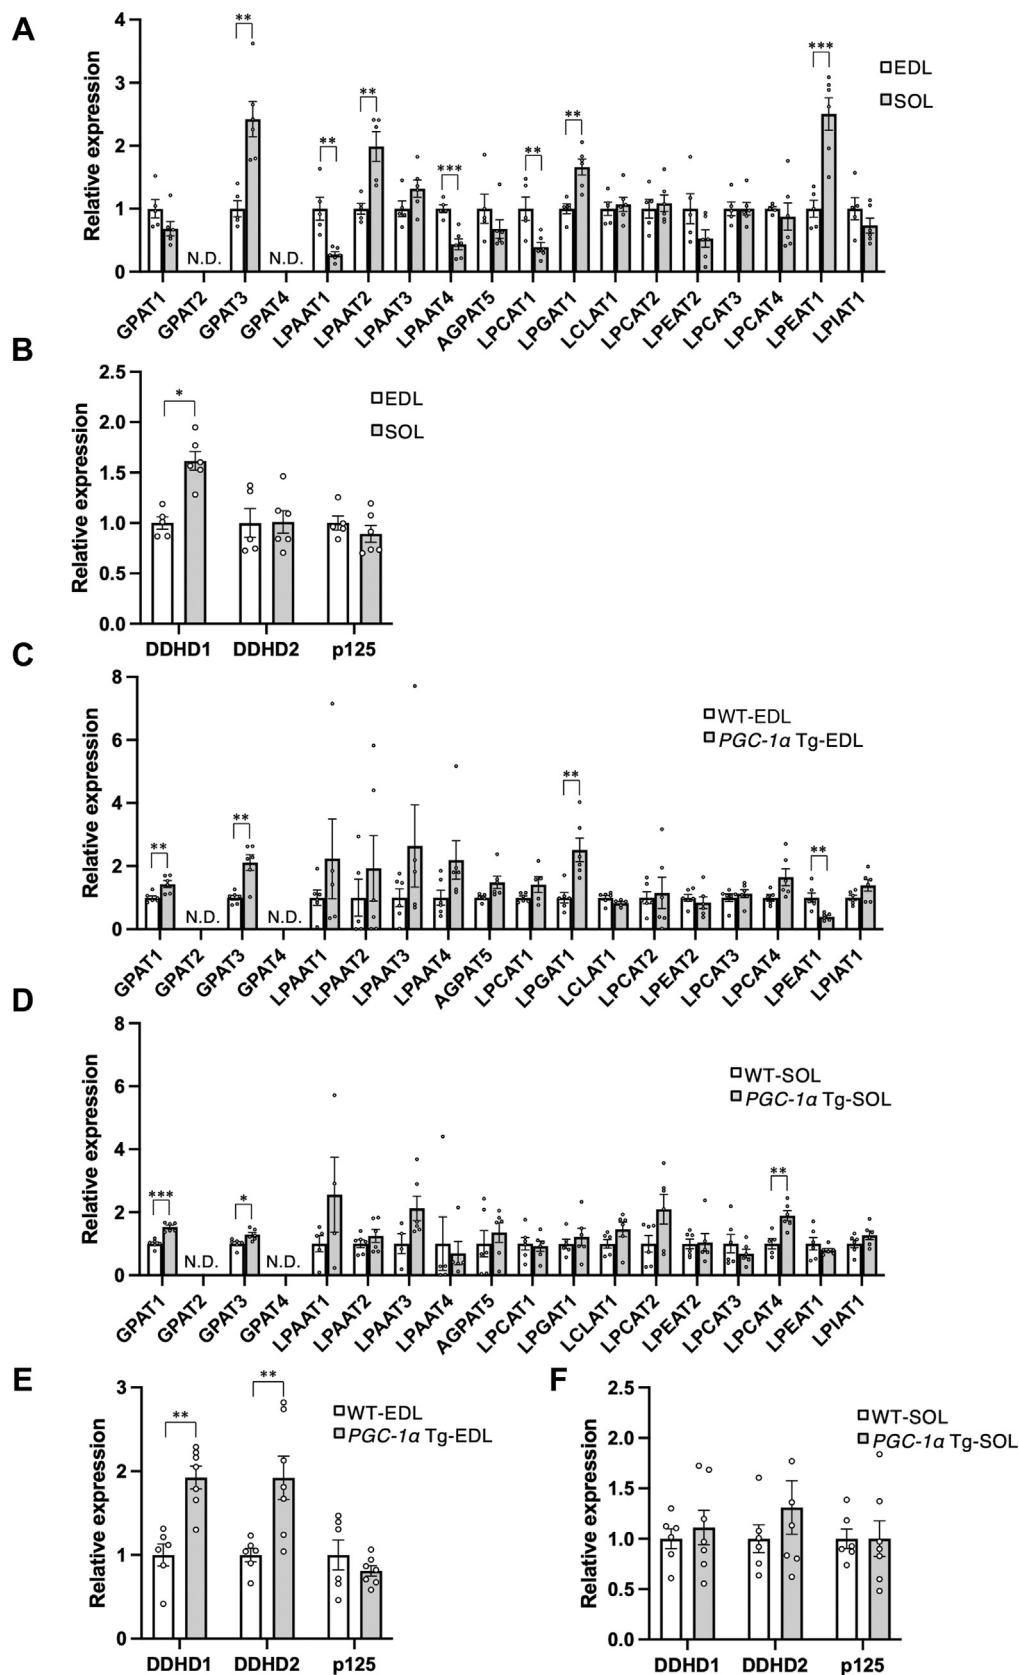 A
Relative expression
4
3
2
1
0
** ** ** *** ** ** ***
EDL
SOL
N.D. N.D.
GPAT1 GPAT2 GPAT3 GPAT4 LPAAT1 LPAAT2 LPAAT3 LPAAT4 AGPAT5 LPCAT1 LPGAT1 LCLAT1 LPCAT2 LPEAT2 LPCAT3 LPCAT4 LPEAT1 LPIAT1
B
Relative expression
2.5
2.0
1.5
1.0
0.5
0.0
*
EDL
SOL
DDHD1 DDHD2 p125
C
Relative expression
8
6
4
2
0
** ** ** **
WT-EDL
PGC-1α Tg-EDL
N.D. N.D.
GPAT1 GPAT2 GPAT3 GPAT4 LPAAT1 LPAAT2 LPAAT3 LPAAT4 AGPAT5 LPCAT1 LPGAT1 LCLAT1 LPCAT2 LPEAT2 LPCAT3 LPCAT4 LPEAT1 LPIAT1
D
Relative expression
8
6
4
2
0
*** * **
WT-SOL
PGC-1α Tg-SOL
N.D. N.D.
GPAT1 GPAT2 GPAT3 GPAT4 LPAAT1 LPAAT2 LPAAT3 LPAAT4 AGPAT5 LPCAT1 LPGAT1 LCLAT1 LPCAT2 LPEAT2 LPCAT3 LPCAT4 LPEAT1 LPIAT1
E
Relative expression
3
2
1
0
** **
WT-EDL
PGC-1α Tg-EDL
DDHD1 DDHD2 p125
F
Relative expression
2.5
2.0
1.5
1.0
0.5
0.0
WT-SOL
PGC-1α Tg-SOL
DDHD1 DDHD2 p125